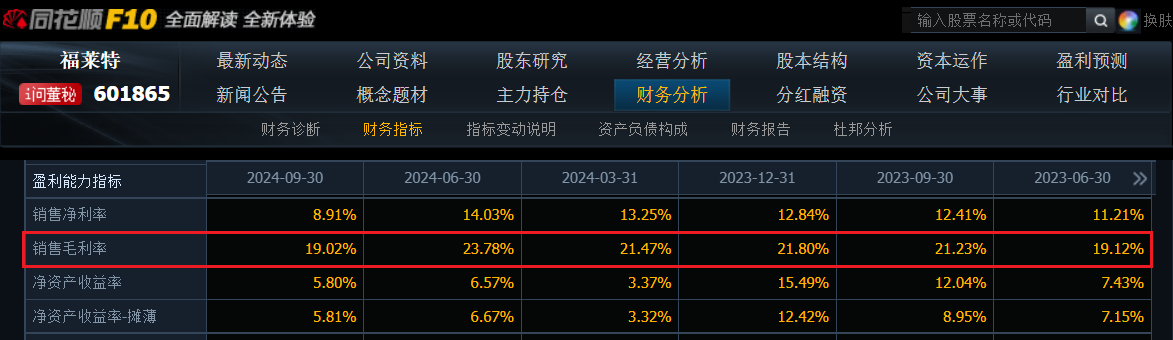 同花顺F10 全面解读 全新体验 输入股票名称或代码 换肤
福莱特 最新动态 公司资料 股东研究 经营分析 股本结构 资本运作 盈利预测
i问董秘 601865 新闻公告 概念题材 主力持仓 财务分析 分红融资 公司大事 行业对比
财务诊断 财务指标 指标变动说明 资产负债构成 财务报告 杜邦分析
盈利能力指标 2024-09-30 2024-06-30 2024-03-31 2023-12-31 2023-09-30 2023-06-30 »
销售净利率 8.91% 14.03% 13.25% 12.84% 12.41% 11.21%
销售毛利率 19.02% 23.78% 21.47% 21.80% 21.23% 19.12%
净资产收益率 5.80% 6.57% 3.37% 15.49% 12.04% 7.43%
净资产收益率-摊薄 5.81% 6.67% 3.32% 12.42% 8.95% 7.15%